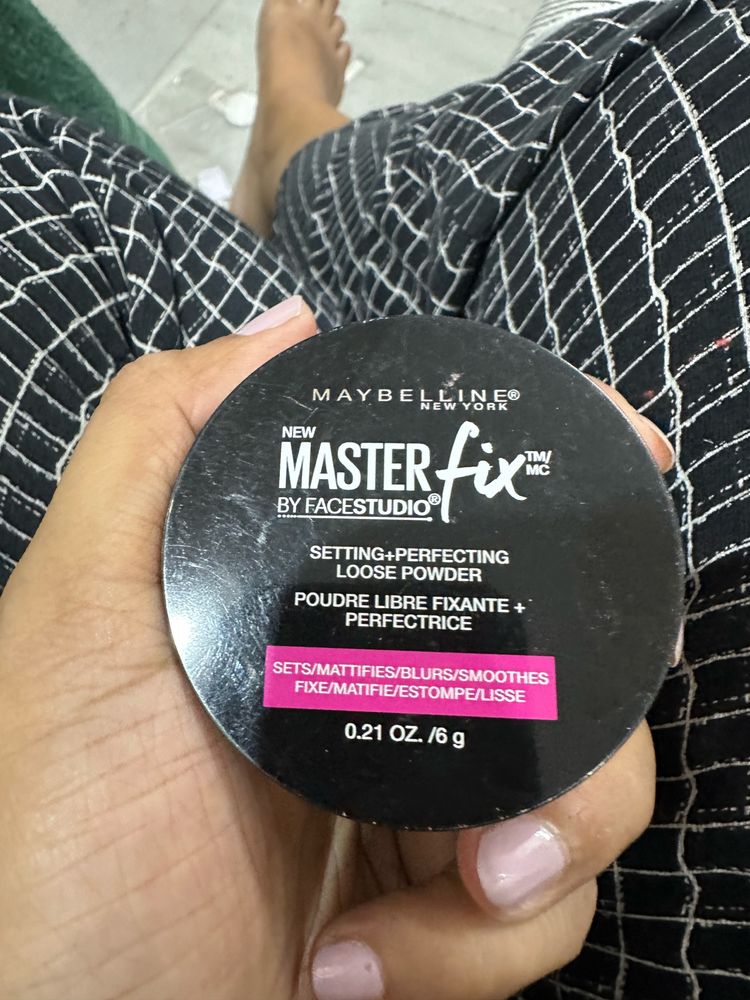 MAYBELLINE®
NEW YORK
NEW
MASTER fix TM/MC
BY FACESTUDIO®
SETTING+PERFECTING
LOOSE POWDER
POUDRE LIBRE FIXANTE +
PERFECTRICE
SETS/MATTIFIES/BLURS/SMOOTHES
FIXE/MATIFIE/ESTOMPE/LISSE
0.21 OZ. /6 g